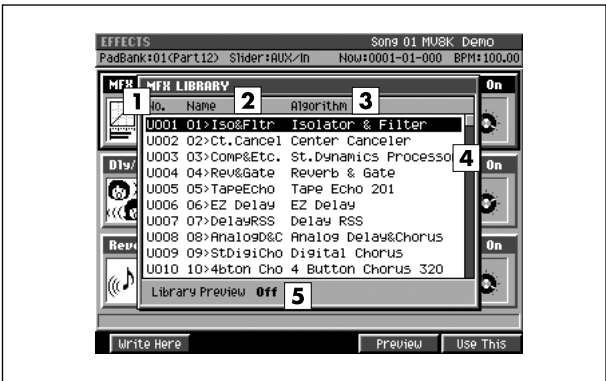 EFFECTS Song 01 MV8K Demo
PadBank:01(Part12) Slider:AUX/In Now:0001-01-000 BPM:100.00
MFX MFX LIBRARY On
1 No. Name 2 Algorithm 3
U001 01>Iso&Fltr Isolator & Filter
U002 02>Ct.Cancel Center Canceler
U003 03>Comp&Etc. St.Dynamics Processo 4
Dly/ U004 04>Rev&Gate Reverb & Gate On
U005 05>TapeEcho Tape Echo 201
U006 06>EZ Delay EZ Delay
U007 07>DelayRSS Delay RSS
U008 08>AnalogD&C Analog Delay&Chorus
Reve U009 09>StDigiCho Digital Chorus On
U010 10>4bton Cho 4 Button Chorus 320
Library Preview Off 5
Write Here Preview Use This